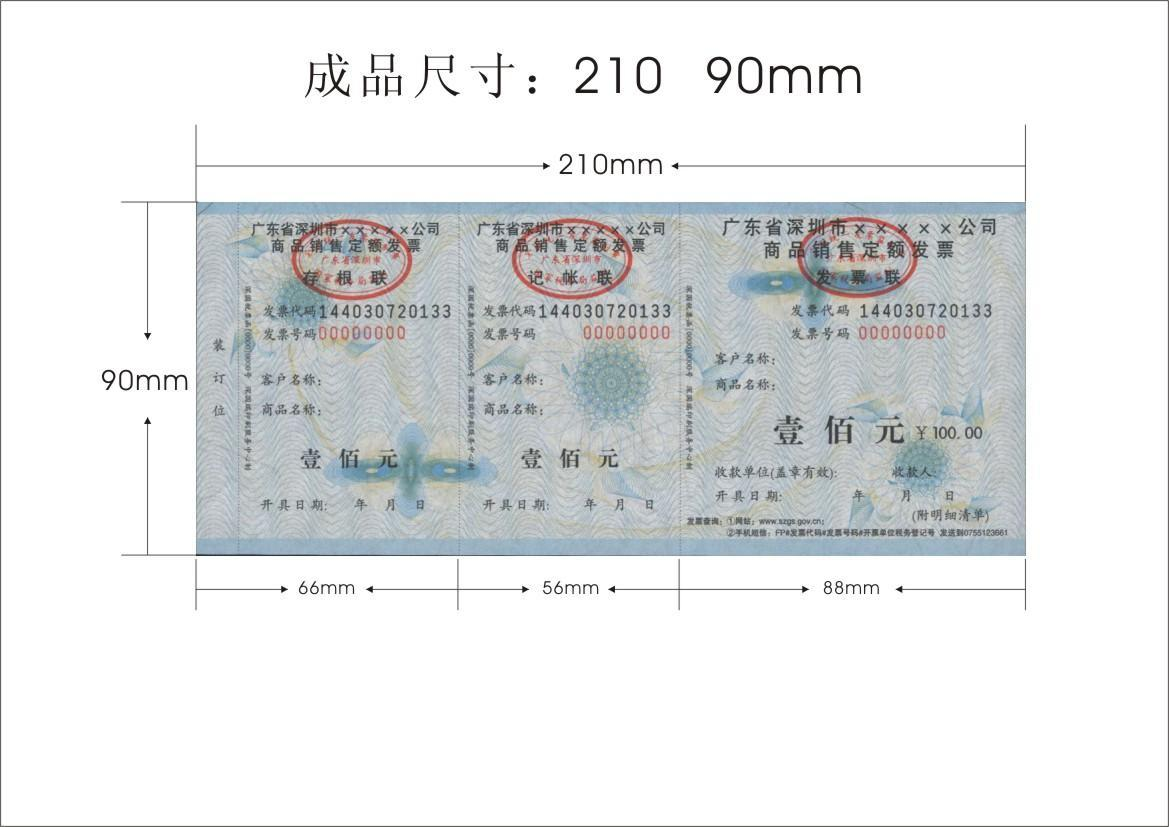 成品尺寸：210 90mm
210mm
90mm
装订位
广东省深圳市×××××公司
商品销售定额发票
存根联
发票代码144030720133
发票号码00000000
客户名称：
商品名称：
壹佰元
开具日期： 年 月 日
广东省深圳市×××××公司
商品销售定额发票
记帐联
发票代码144030720133
发票号码00000000
客户名称：
商品名称：
壹佰元
开具日期： 年 月 日
广东省深圳市×××××公司
商品销售定额发票
发票联
发票代码 144030720133
发票号码 00000000
客户名称：
商品名称：
壹佰元 ¥100.00
收款单位(盖章有效)： 收款人：
开具日期： 年 月 日
(附明细清单)
发票查询：①网站：www.szgs.gov.cn；
②手机短信：FP#发票代码#发票号码#开票单位税务登记号 发送到0755123661
66mm
56mm
88mm